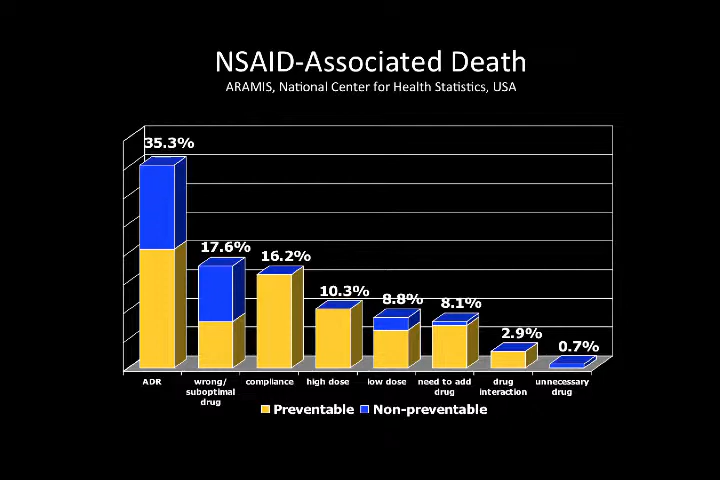 NSAID-Associated Death
ARAMIS, National Center for Health Statistics, USA
35.3%
17.6%
16.2%
10.3%
8.8%
8.1%
2.9%
0.7%
ADR
wrong/
suboptimal
drug
compliance
high dose
low dose
need to add
drug
drug
interaction
unnecessary
drug
Preventable
Non-preventable